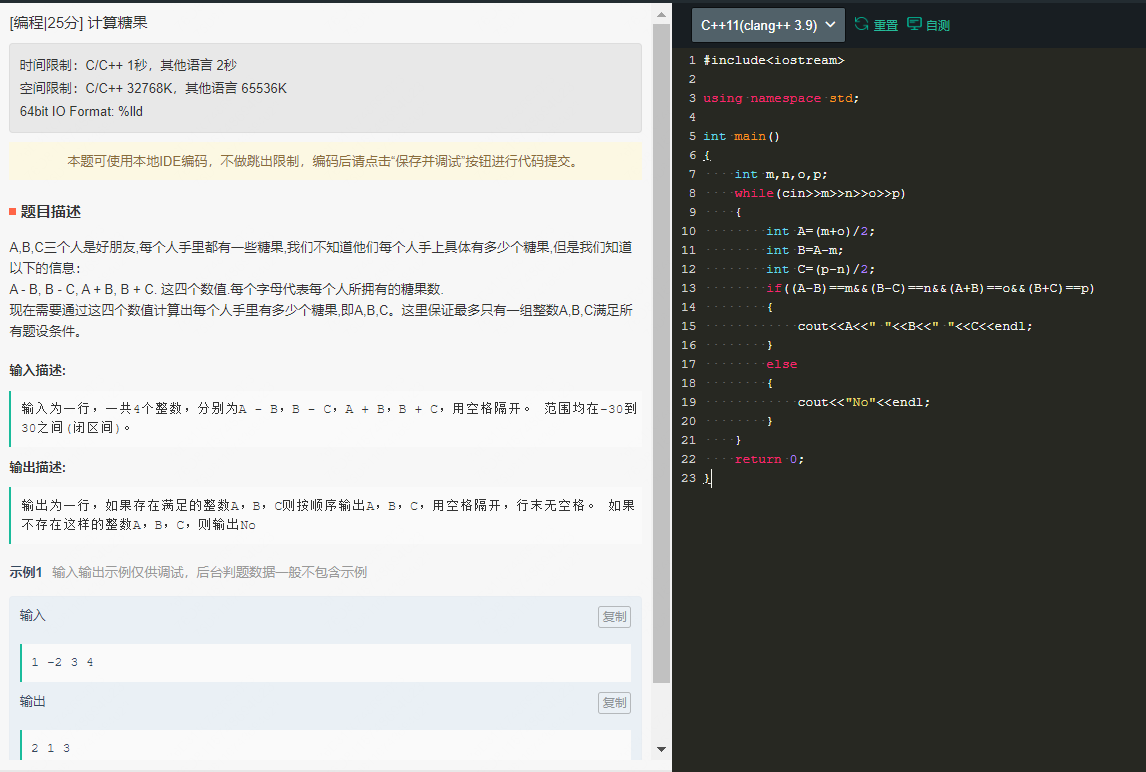 [编程|25分] 计算糖果
时间限制：C/C++ 1秒，其他语言 2秒
空间限制：C/C++ 32768K，其他语言 65536K
64bit IO Format: %lld
本题可使用本地IDE编码，不做跳出限制，编码后请点击“保存并调试”按钮进行代码提交。
题目描述
A,B,C三个人是好朋友,每个人手里都有一些糖果,我们不知道他们每个人手上具体有多少个糖果,但是我们知道
以下的信息：
A - B, B - C, A + B, B + C. 这四个数值.每个字母代表每个人所拥有的糖果数.
现在需要通过这四个数值计算出每个人手里有多少个糖果,即A,B,C。这里保证最多只有一组整数A,B,C满足所
有题设条件。
输入描述:
输入为一行，一共4个整数，分别为A - B，B - C，A + B，B + C，用空格隔开。 范围均在-30到
30之间(闭区间)。
输出描述:
输出为一行，如果存在满足的整数A，B，C则按顺序输出A，B，C，用空格隔开，行末无空格。 如果
不存在这样的整数A，B，C，则输出No
示例1 输入输出示例仅供调试，后台判题数据一般不包含示例
输入
复制
1 -2 3 4
输出
复制
2 1 3
C++11(clang++ 3.9) 重置 自测
1 #include<iostream>
2
3 using namespace std;
4
5 int main()
6 {
7 int m,n,o,p;
8 while(cin>>m>>n>>o>>p)
9 {
10 int A=(m+o)/2;
11 int B=A-m;
12 int C=(p-n)/2;
13 if((A-B)==m&&(B-C)==n&&(A+B)==o&&(B+C)==p)
14 {
15 cout<<A<<" "<<B<<" "<<C<<endl;
16 }
17 else
18 {
19 cout<<"No"<<endl;
20 }
21 }
22 return 0;
23 }